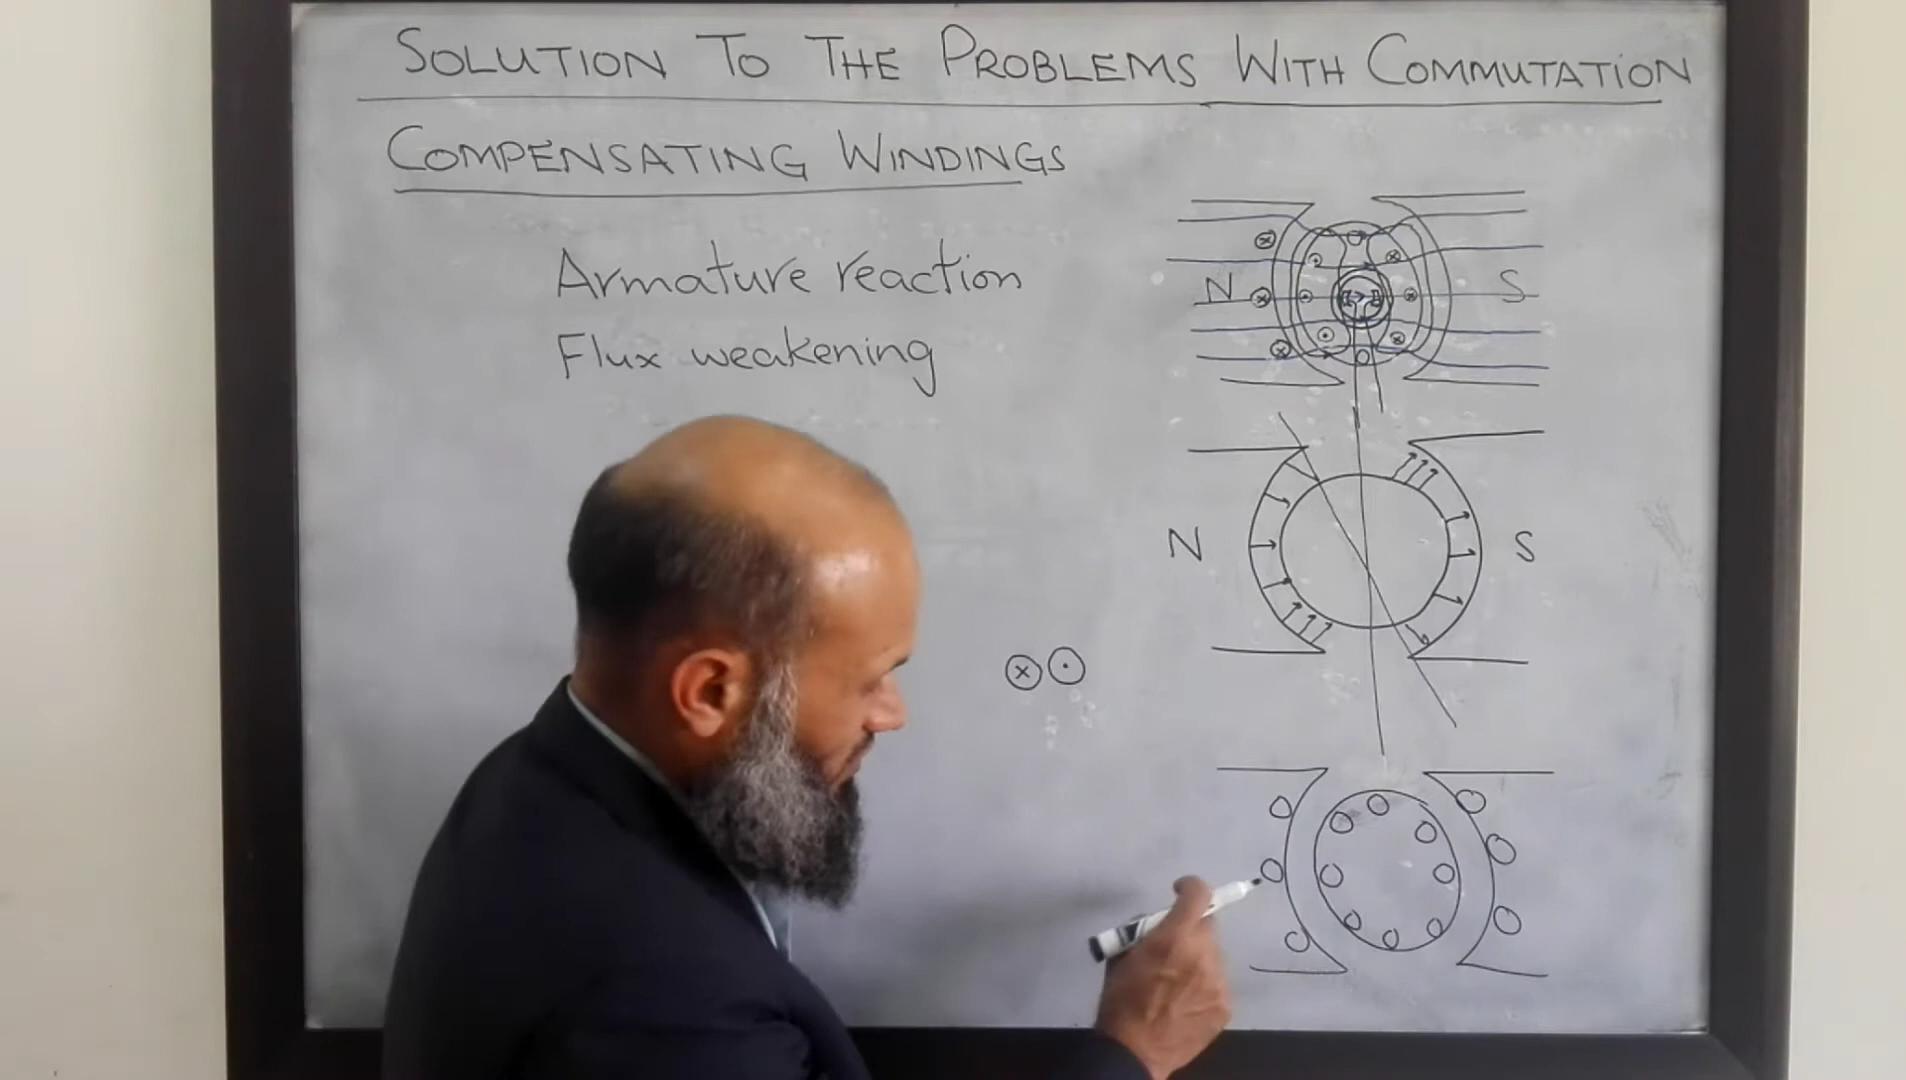 SOLUTION TO THE PROBLEMS WITH COMMUTATION
COMPENSATING WINDINGS
Armature reaction
Flux weakening
N S
N S